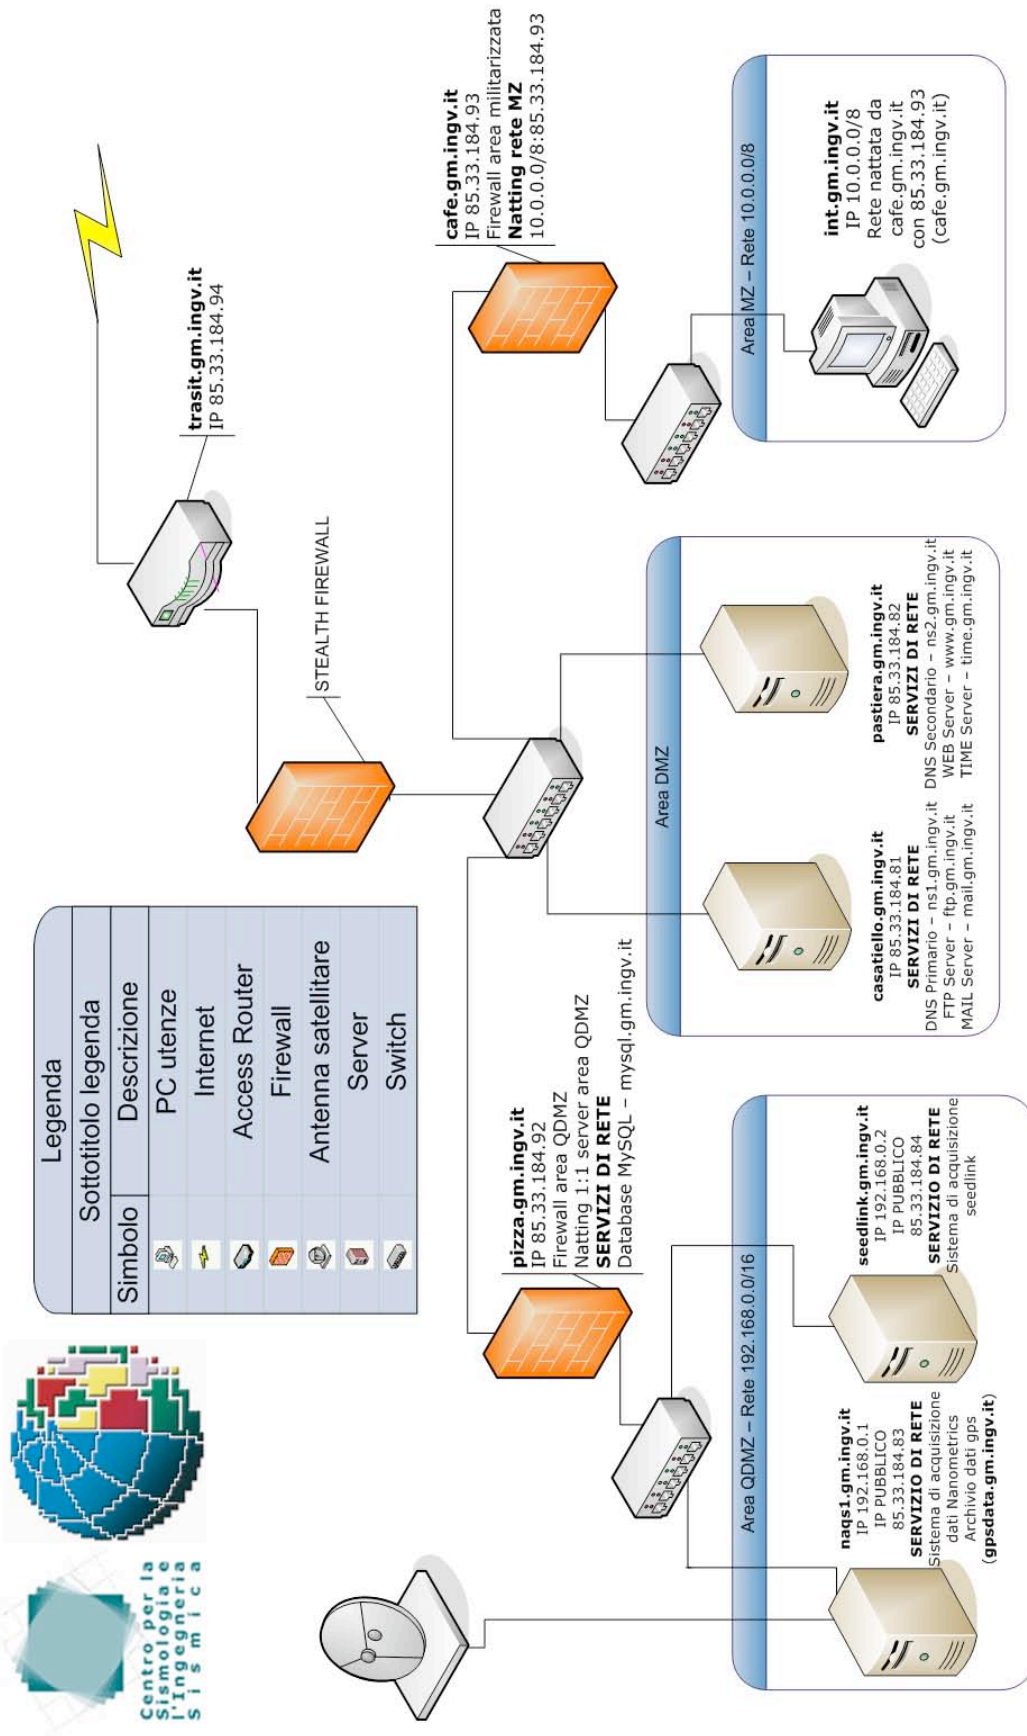 Centro per la
Sismologia e
l'Ingegneria
Sismica
Legenda
Sottotitolo legenda
Simbolo Descrizione
PC utenze
Internet
Access Router
Firewall
Antenna satellitare
Server
Switch
trasit.gm.ingv.it
IP 85.33.184.94
STEALTH FIREWALL
pizza.gm.ingv.it
IP 85.33.184.92
Firewall area QDMZ
Natting 1:1 server area QDMZ
SERVIZI DI RETE
Database MySQL – mysql.gm.ingv.it
cafe.gm.ingv.it
IP 85.33.184.93
Firewall area militarizzata
Natting rete MZ
10.0.0.0/8:85.33.184.93
Area QDMZ – Rete 192.168.0.0/16
naqs1.gm.ingv.it
IP 192.168.0.1
IP PUBBLICO
85.33.184.83
SERVIZIO DI RETE
Sistema di acquisizione
dati Nanometrics
Archivio dati gps
(gpsdata.gm.ingv.it)
seedlink.gm.ingv.it
IP 192.168.0.2
IP PUBBLICO
85.33.184.84
SERVIZIO DI RETE
Sistema di acquisizione
seedlink
Area DMZ
casatiello.gm.ingv.it
IP 85.33.184.81
SERVIZI DI RETE
DNS Primario – ns1.gm.ingv.it
FTP Server – ftp.gm.ingv.it
MAIL Server – mail.gm.ingv.it
pastiera.gm.ingv.it
IP 85.33.184.82
SERVIZI DI RETE
DNS Secondario – ns2.gm.ingv.it
WEB Server – www.gm.ingv.it
TIME Server – time.gm.ingv.it
Area MZ – Rete 10.0.0.0/8
int.gm.ingv.it
IP 10.0.0.0/8
Rete nattata da
cafe.gm.ingv.it
con 85.33.184.93
(cafe.gm.ingv.it)